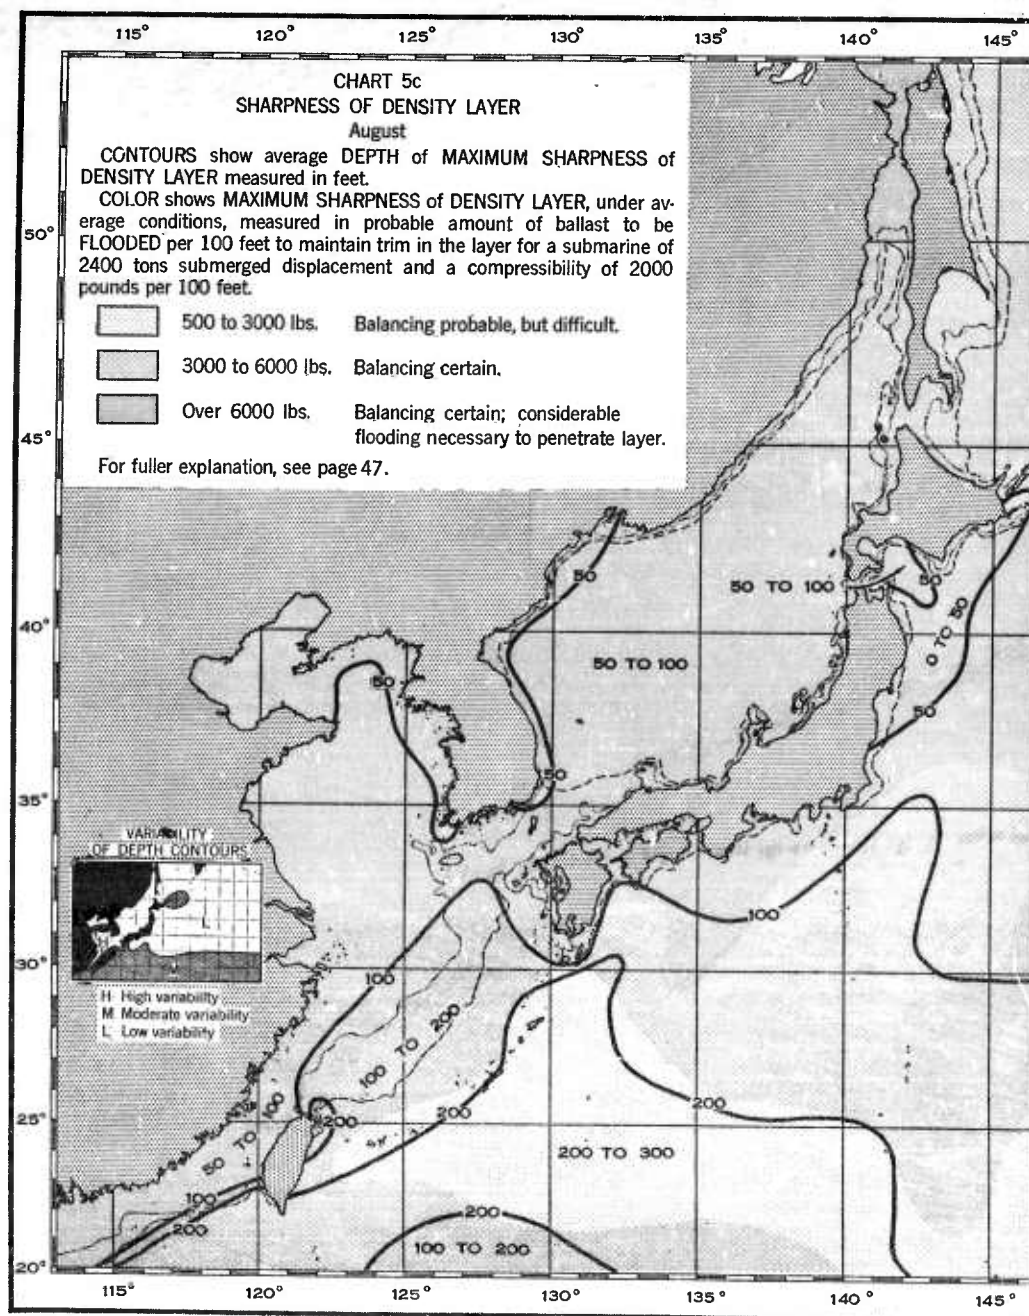 115° 120° 125° 130° 135° 140° 145°
CHART 5c
SHARPNESS OF DENSITY LAYER
August
CONTOURS show average DEPTH of MAXIMUM SHARPNESS of
DENSITY LAYER measured in feet.
COLOR shows MAXIMUM SHARPNESS of DENSITY LAYER, under av-
erage conditions, measured in probable amount of ballast to be
FLOODED per 100 feet to maintain trim in the layer for a submarine of
2400 tons submerged displacement and a compressibility of 2000
pounds per 100 feet.
500 to 3000 lbs. Balancing probable, but difficult.
3000 to 6000 lbs. Balancing certain.
Over 6000 lbs. Balancing certain; considerable
flooding necessary to penetrate layer.
For fuller explanation, see page 47.
50°
45°
50
50 TO 100
50
0 TO 50
40°
50 TO 100
50
50
50
35°
VARIABILITY
OF DEPTH CONTOURS
L
H
M
100
30°
100
H High variability
M Moderate variability
L Low variability
100 TO 200
50 TO 100
200
200
200
25°
200 TO 300
100
200
200
100 TO 200
20°
115° 120° 125° 130° 135° 140° 145°